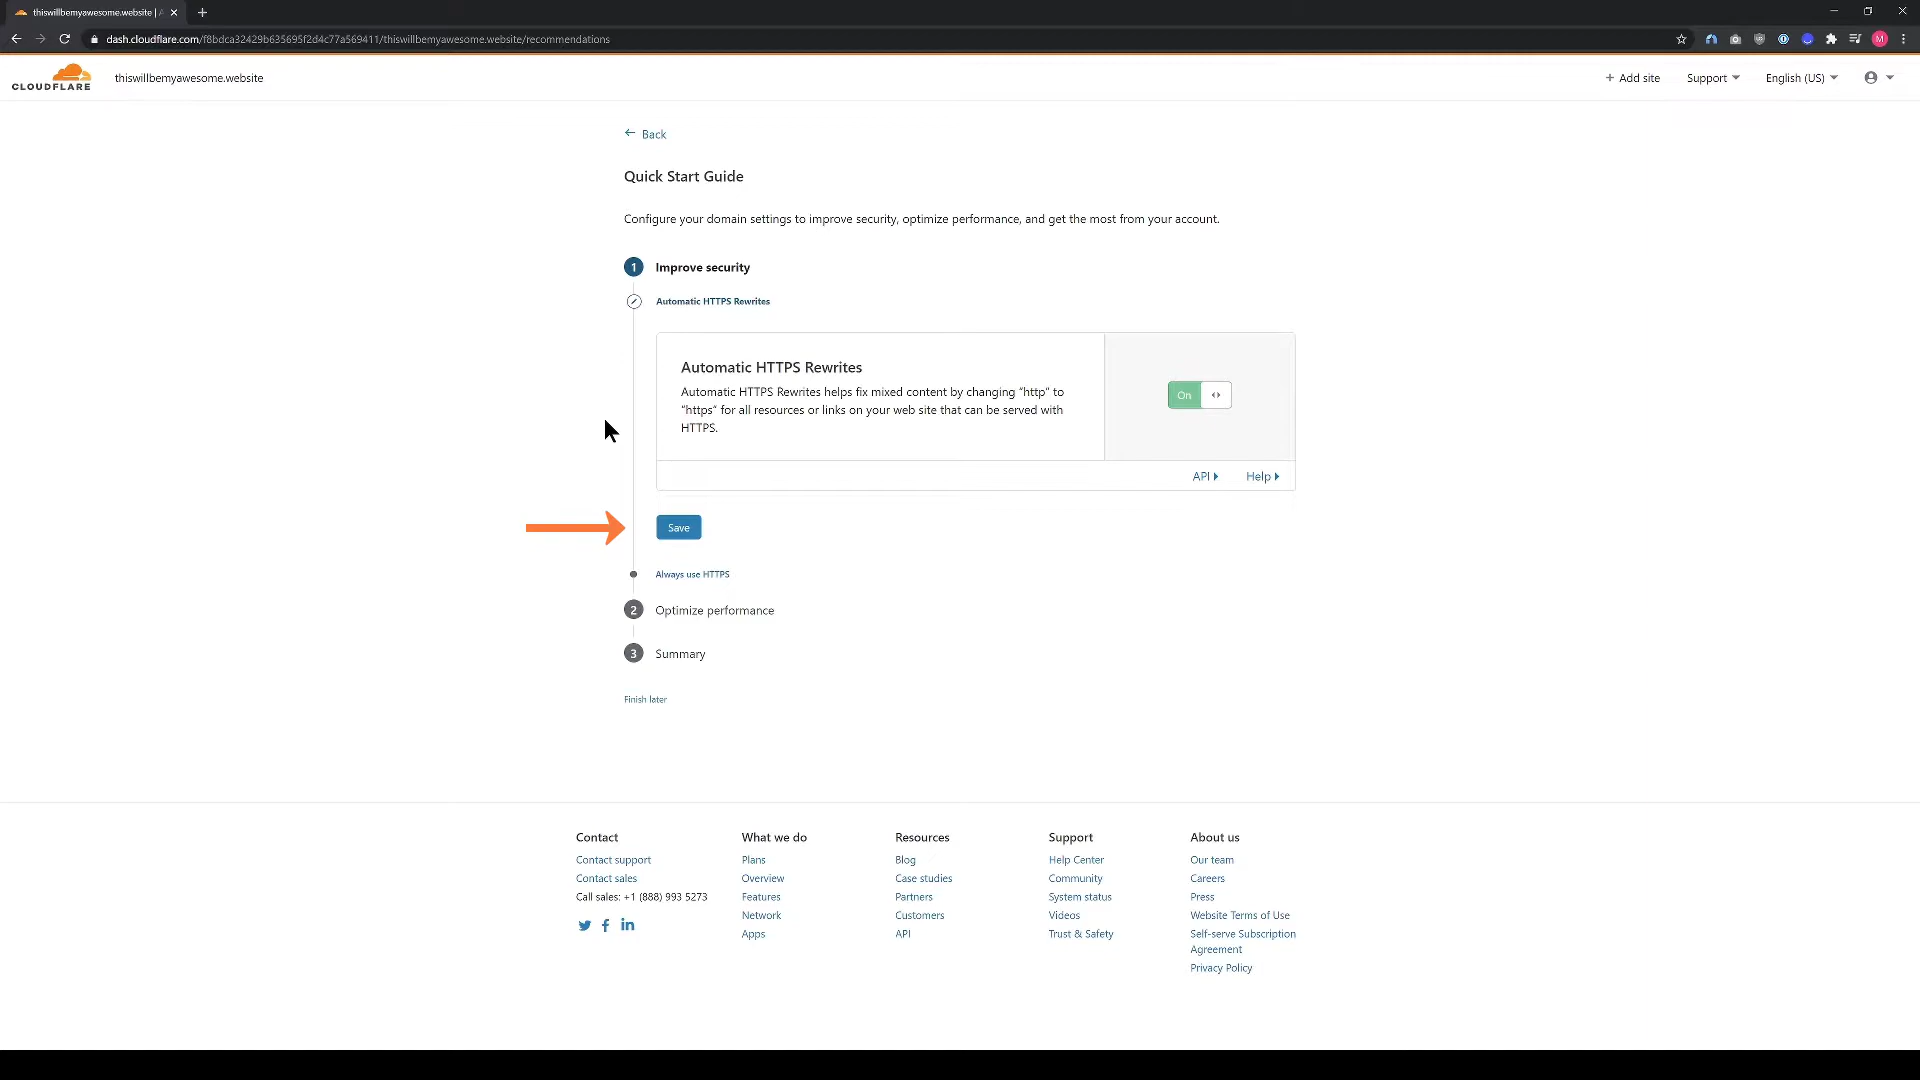 thiswillbemyawesome.website |
dash.cloudflare.com/f8bdca32429b635695f2d4c77a569411/thiswillbemyawesome.website/recommendations
M
CLOUDFLARE
thiswillbemyawesome.website
+ Add site
Support
English (US)
← Back
Quick Start Guide
Configure your domain settings to improve security, optimize performance, and get the most from your account.
1 Improve security
Automatic HTTPS Rewrites
Automatic HTTPS Rewrites
Automatic HTTPS Rewrites helps fix mixed content by changing “http” to
“https” for all resources or links on your web site that can be served with
HTTPS.
On
API
Help
Save
Always use HTTPS
2 Optimize performance
3 Summary
Finish later
Contact
Contact support
Contact sales
Call sales: +1 (888) 993 5273
What we do
Plans
Overview
Features
Network
Apps
Resources
Blog
Case studies
Partners
Customers
API
Support
Help Center
Community
System status
Videos
Trust & Safety
About us
Our team
Careers
Press
Website Terms of Use
Self-serve Subscription
Agreement
Privacy Policy